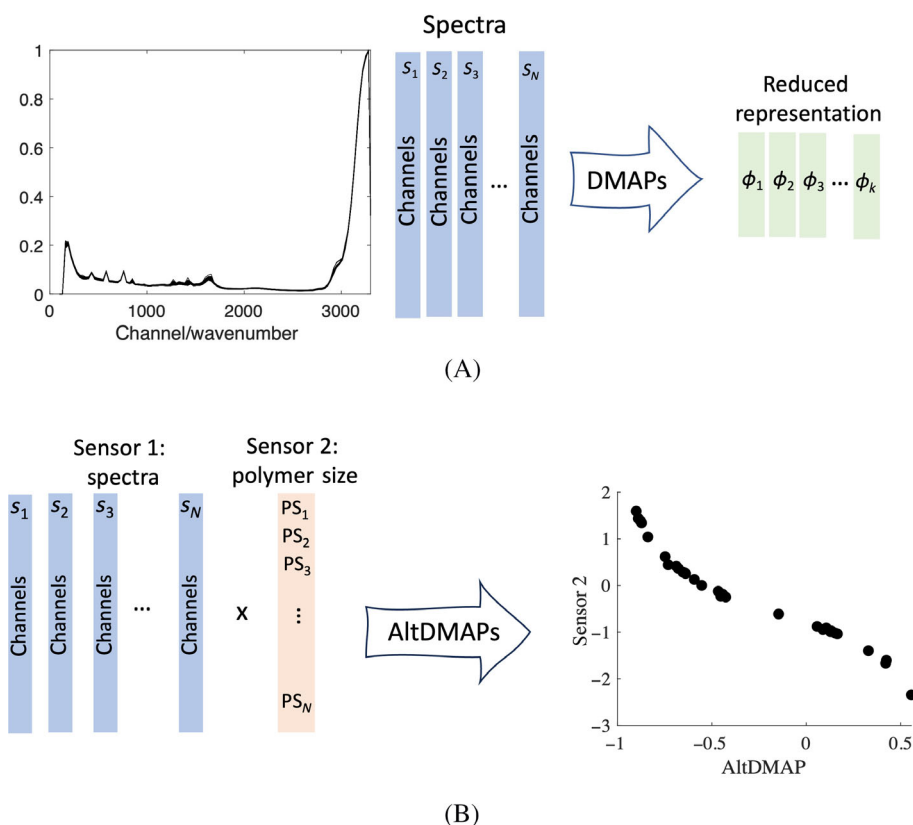 Spectra
1
0.8
0.6
0.4
0.2
0
0 1000 2000 3000
Channel/wavenumber
S1 S2 S3 SN
Channels Channels Channels ... Channels
DMAPs
Reduced
representation
ϕ1 ϕ2 ϕ3 ... ϕk
(A)
Sensor 1:
spectra
S1 S2 S3 SN
Channels Channels Channels ... Channels
x
Sensor 2:
polymer size
PS1
PS2
PS3
⋮
PSN
AltDMAPs
2
1
0
−1
−2
−3
Sensor 2
−1 −0.5 0 0.5
AltDMAP
(B)